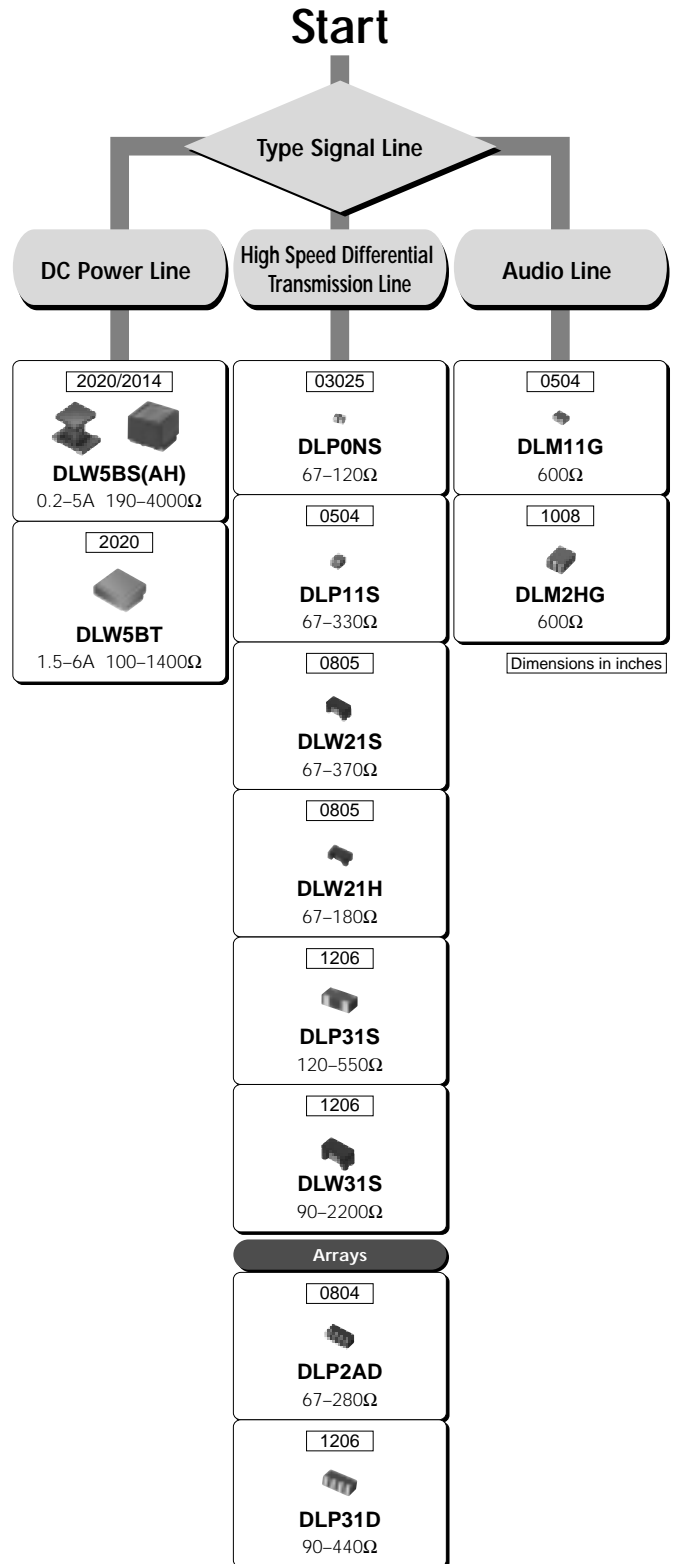 Start
Type Signal Line
DC Power Line
High Speed Differential
Transmission Line
Audio Line
2020/2014
DLW5BS(AH)
0.2–5A 190–4000Ω
2020
DLW5BT
1.5–6A 100–1400Ω
03025
DLP0NS
67–120Ω
0504
DLP11S
67–330Ω
0805
DLW21S
67–370Ω
0805
DLW21H
67–180Ω
1206
DLP31S
120–550Ω
1206
DLW31S
90–2200Ω
Arrays
0804
DLP2AD
67–280Ω
1206
DLP31D
90–440Ω
0504
DLM11G
600Ω
1008
DLM2HG
600Ω
Dimensions in inches